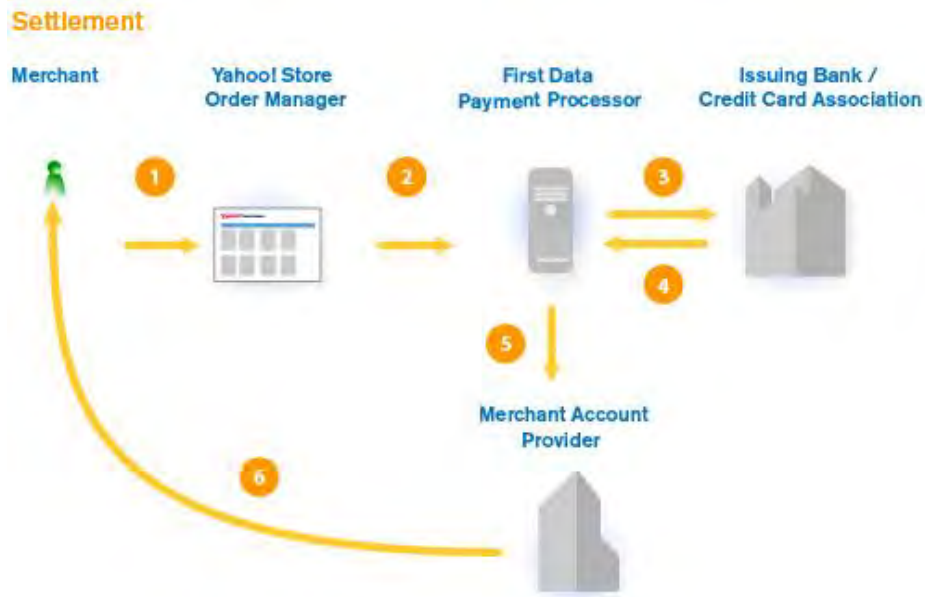 Settlement
Merchant
Yahoo! Store
Order Manager
First Data
Payment Processor
Issuing Bank /
Credit Card Association
1
2
3
4
5
Merchant Account
Provider
6